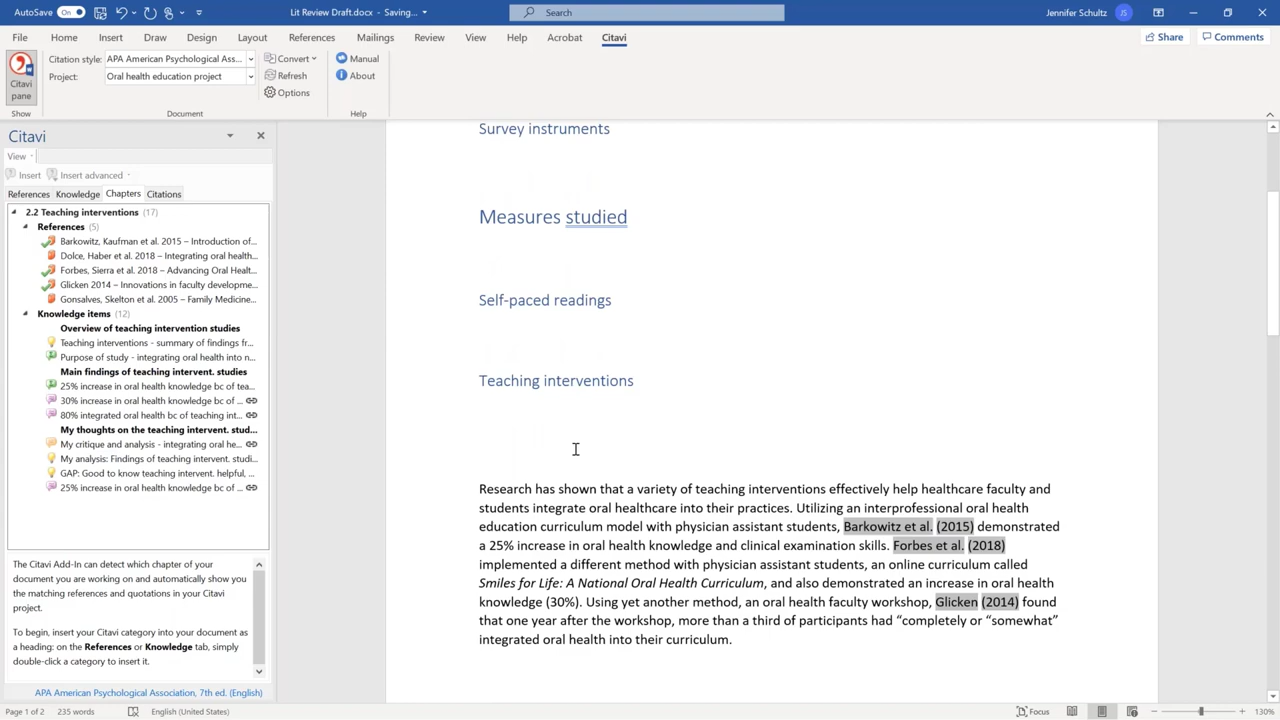 AutoSave On
Lit Review Draft.docx - Saving...
Search
Jennifer Schultz JS
File Home Insert Draw Design Layout References Mailings Review View Help Acrobat Citavi
Share Comments
Citavi pane
Citation style: APA American Psychological Ass...
Project: Oral health education project
Convert
Refresh
Options
Manual
About
Show Document Help
Citavi
View
Insert Insert advanced
References Knowledge Chapters Citations
2.2 Teaching interventions (17)
References (5)
Barkowitz, Kaufman et al. 2015 – Introduction of...
Dolce, Haber et al. 2018 – Integrating oral health...
Forbes, Sierra et al. 2018 – Advancing Oral Healt...
Glicken 2014 – Innovations in faculty developme...
Gonsalves, Skelton et al. 2005 – Family Medicine...
Knowledge items (12)
Overview of teaching intervention studies
Teaching interventions - summary of findings fr...
Purpose of study - integrating oral health into n...
Main findings of teaching intervent. studies
25% increase in oral health knowledge bc of tea...
30% increase in oral health knowledge bc of ...
80% integrated oral health bc of teaching int...
My thoughts on the teaching intervent. stud...
My critique and analysis - integrating oral he...
My analysis: Findings of teaching intervent. studi...
GAP: Good to know teaching intervent. helpful, ...
25% increase in oral health knowledge bc of ...
The Citavi Add-In can detect which chapter of your
document you are working on and automatically show you
the matching references and quotations in your Citavi
project.
To begin, insert your Citavi category into your document as
a heading: on the References or Knowledge tab, simply
double-click a category to insert it.
APA American Psychological Association, 7th ed. (English)
Survey instruments
Measures studied
Self-paced readings
Teaching interventions
Research has shown that a variety of teaching interventions effectively help healthcare faculty and
students integrate oral healthcare into their practices. Utilizing an interprofessional oral health
education curriculum model with physician assistant students, Barkowitz et al. (2015) demonstrated
a 25% increase in oral health knowledge and clinical examination skills. Forbes et al. (2018)
implemented a different method with physician assistant students, an online curriculum called
Smiles for Life: A National Oral Health Curriculum, and also demonstrated an increase in oral health
knowledge (30%). Using yet another method, an oral health faculty workshop, Glicken (2014) found
that one year after the workshop, more than a third of participants had “completely or “somewhat”
integrated oral health into their curriculum.
Page 1 of 2 235 words English (United States) Focus 130%